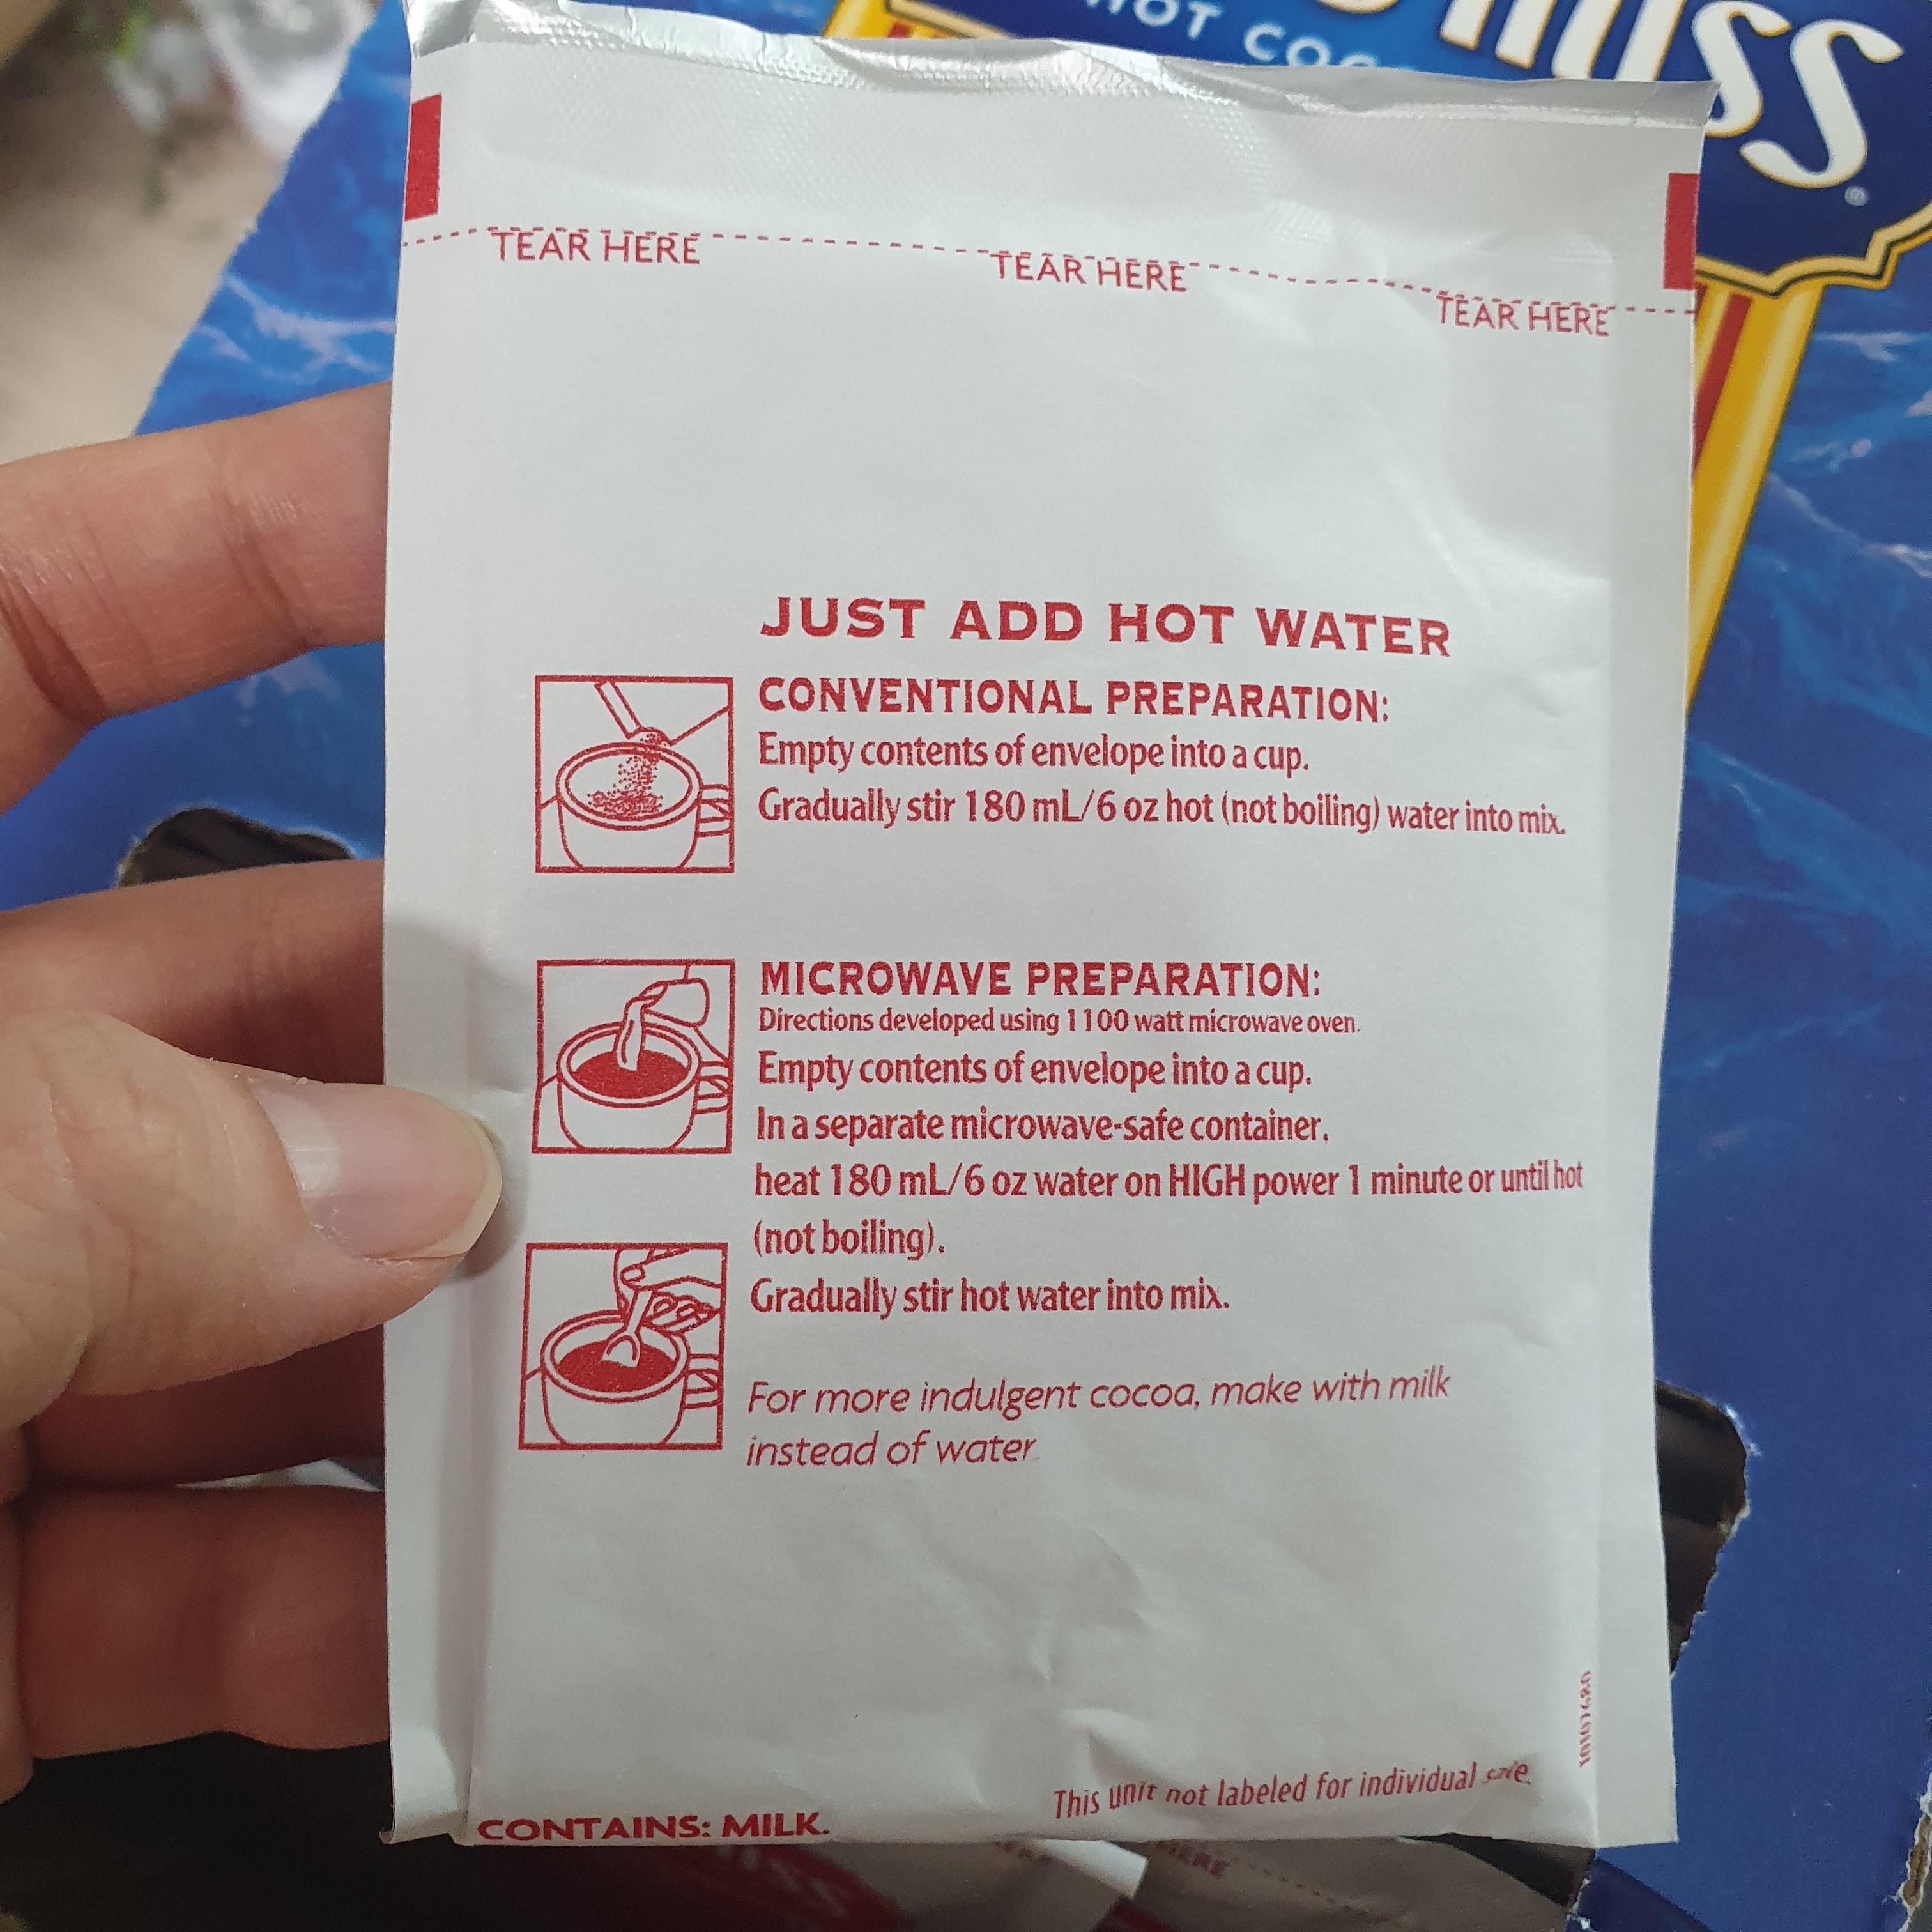 HOT
MISS
®
TEAR HERE TEAR HERE TEAR HERE
JUST ADD HOT WATER
CONVENTIONAL PREPARATION:
Empty contents of envelope into a cup.
Gradually stir 180 mL/6 oz hot (not boiling) water into mix.
MICROWAVE PREPARATION:
Directions developed using 1100 watt microwave oven.
Empty contents of envelope into a cup.
In a separate microwave-safe container.
heat 180 mL/6 oz water on HIGH power 1 minute or until hot
(not boiling).
Gradually stir hot water into mix.
For more indulgent cocoa, make with milk
instead of water.
This unit not labeled for individual sale.
CONTAINS: MILK.
HERE